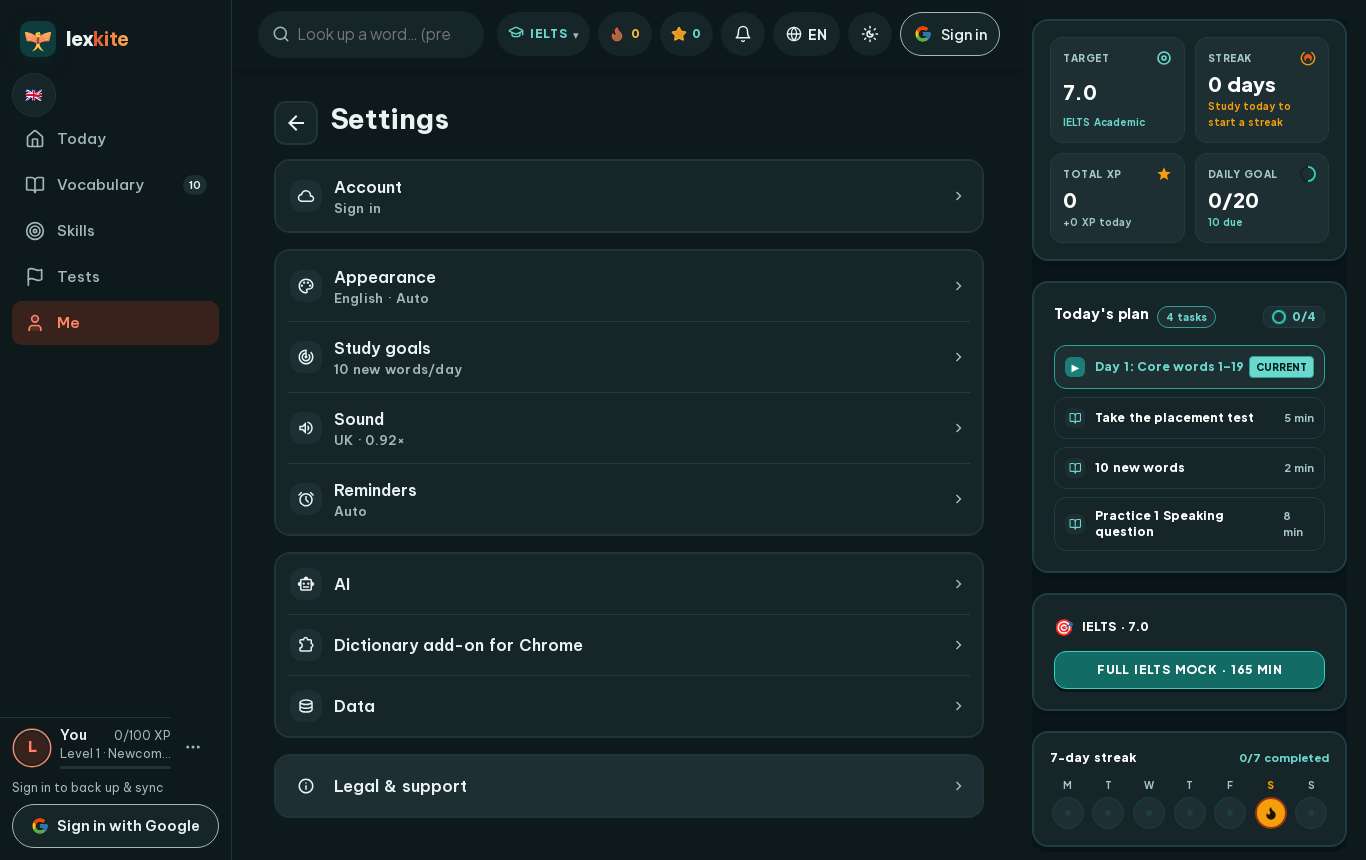 lexkite
Today
Vocabulary 10
Skills
Tests
Me
L
You 0/100 XP
Level 1 · Newcom...
Sign in to back up & sync
Sign in with Google
Look up a word... (pre
IELTS ▾
0
0
EN
Sign in
Settings
Account
Sign in
Appearance
English · Auto
Study goals
10 new words/day
Sound
UK · 0.92×
Reminders
Auto
AI
Dictionary add-on for Chrome
Data
Legal & support
TARGET
7.0
IELTS Academic
STREAK
0 days
Study today to
start a streak
TOTAL XP
0
+0 XP today
DAILY GOAL
0/20
10 due
Today's plan 4 tasks 0/4
Day 1: Core words 1–19 CURRENT
Take the placement test 5 min
10 new words 2 min
Practice 1 Speaking
question
8
min
IELTS · 7.0
FULL IELTS MOCK · 165 MIN
7-day streak 0/7 completed
M T W T F S S